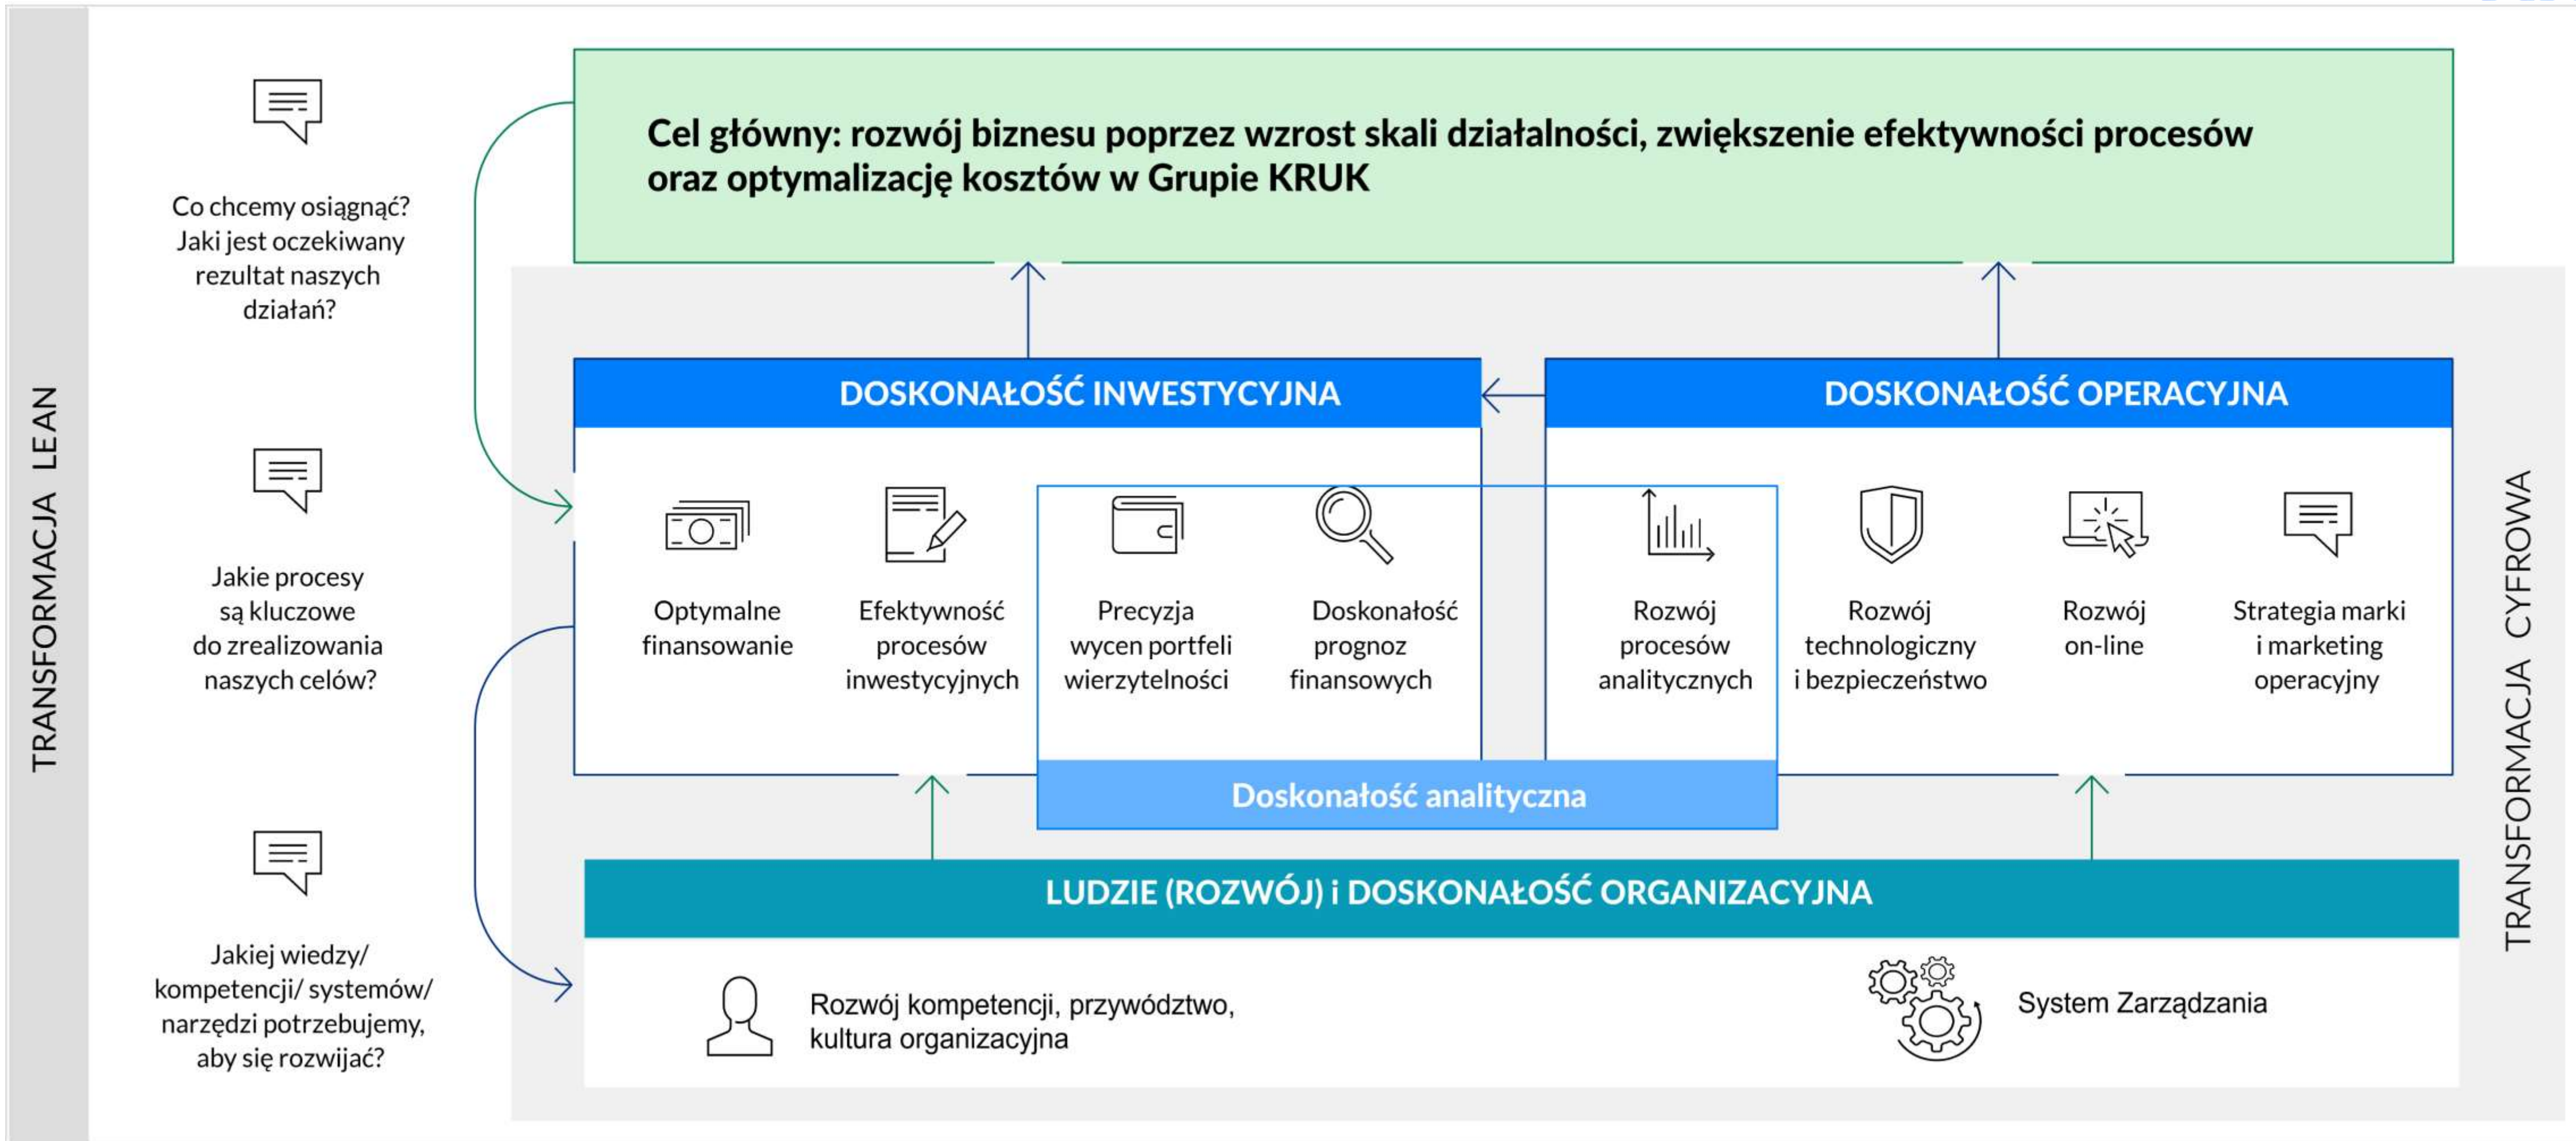 TRANSFORMACJA LEAN
Co chcemy osiągnąć?
Jaki jest oczekiwany
rezultat naszych
działań?
Jakie procesy
są kluczowe
do zrealizowania
naszych celów?
Jakiej wiedzy/
kompetencji/ systemów/
narzędzi potrzebujemy,
aby się rozwijać?
Cel główny: rozwój biznesu poprzez wzrost skali działalności, zwiększenie efektywności procesów
oraz optymalizację kosztów w Grupie KRUK
DOSKONAŁOŚĆ INWESTYCYJNA
Optymalne
finansowanie
Efektywność
procesów
inwestycyjnych
Precyzja
wycen portfeli
wierzytelności
Doskonałość
prognoz
finansowych
DOSKONAŁOŚĆ OPERACYJNA
Rozwój
procesów
analitycznych
Rozwój
technologiczny
i bezpieczeństwo
Rozwój
on-line
Strategia marki
i marketing
operacyjny
Doskonałość analityczna
LUDZIE (ROZWÓJ) i DOSKONAŁOŚĆ ORGANIZACYJNA
Rozwój kompetencji, przywództwo,
kultura organizacyjna
System Zarządzania
TRANSFORMACJA CYFROWA